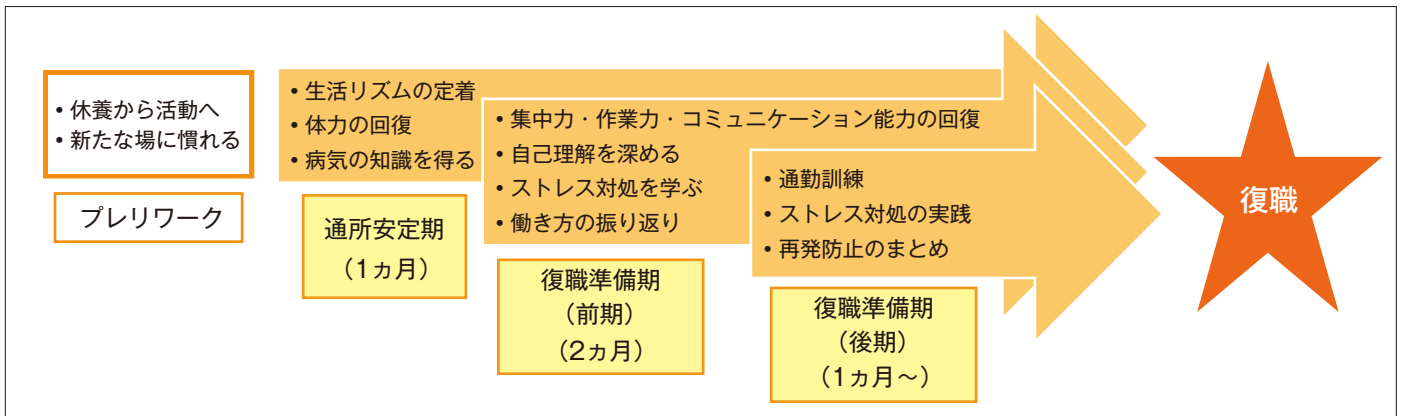 • 休養から活動へ
• 新たな場に慣れる
プレリワーク
• 生活リズムの定着
• 体力の回復
• 病気の知識を得る
通所安定期
（1ヵ月）
• 集中力・作業力・コミュニケーション能力の回復
• 自己理解を深める
• ストレス対処を学ぶ
• 働き方の振り返り
復職準備期
（前期）
（2ヵ月）
• 通勤訓練
• ストレス対処の実践
• 再発防止のまとめ
復職準備期
（後期）
（1ヵ月～）
復職